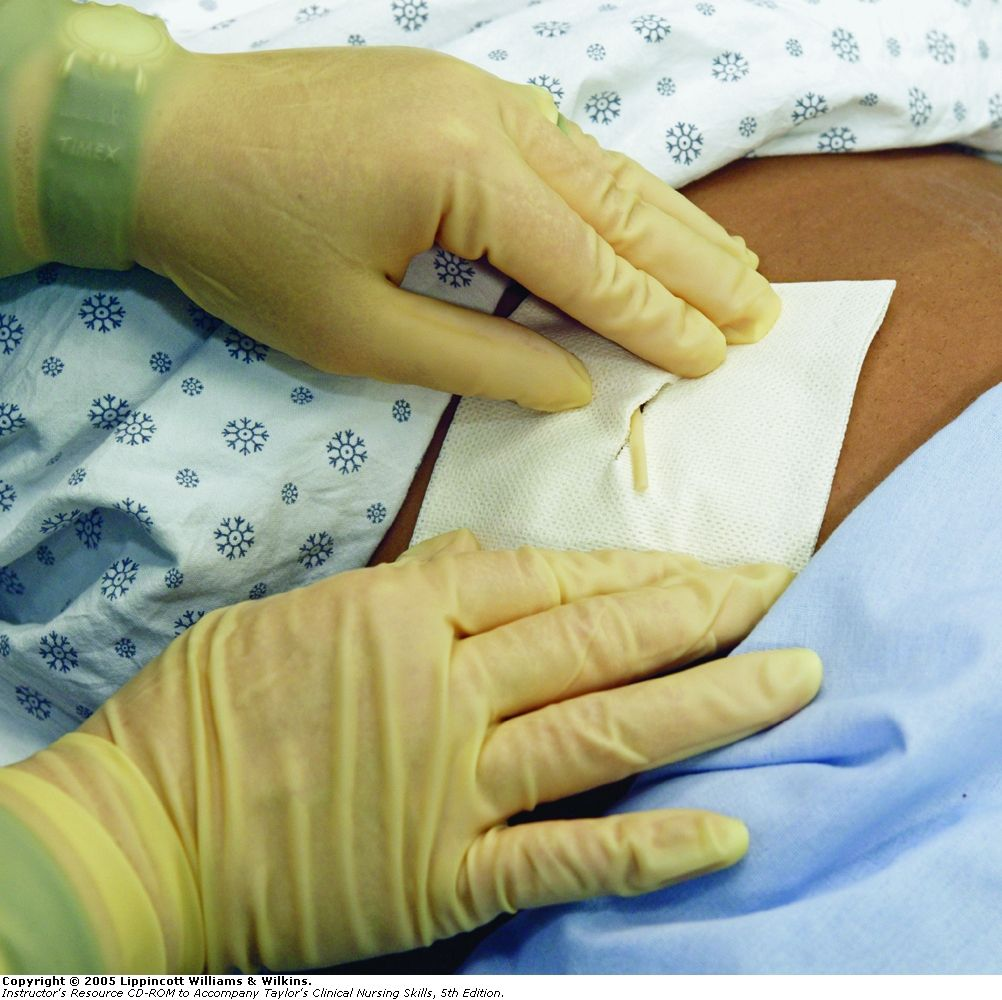 TIMEX
Copyright © 2005 Lippincott Williams & Wilkins.
Instructor's Resource CD-ROM to Accompany Taylor's Clinical Nursing Skills, 5th Edition.